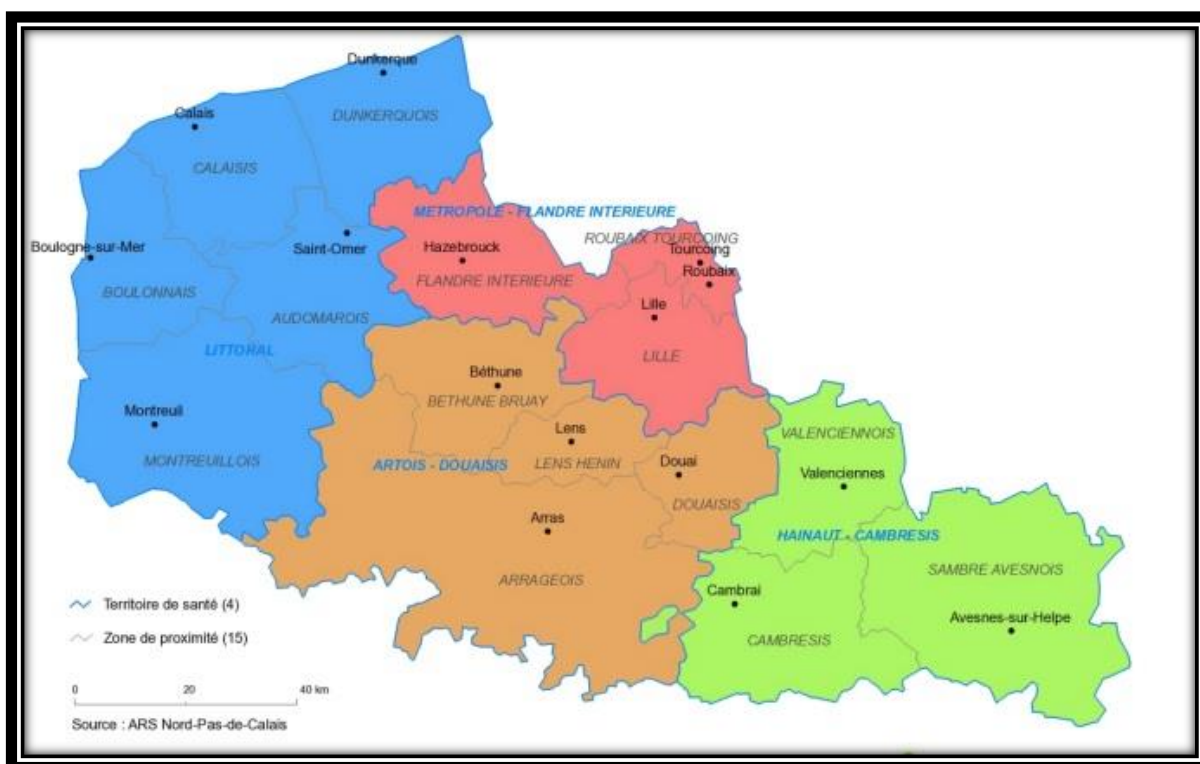 Dunkerque
DUNKERQUOIS
Calais
CALAISIS
METROPOLE - FLANDRE INTERIEURE
ROUBAIX TOURCOING
Tourcoing
Boulogne-sur-Mer
Saint-Omer
Hazebrouck
Roubaix
FLANDRE INTERIEURE
BOULONNAIS
Lille
AUDOMAROIS
LITTORAL
LILLE
Béthune
BETHUNE BRUAY
Montreuil
Lens
VALENCIENNOIS
MONTREUILLOIS
ARTOIS - DOUAISIS
LENS HENIN
Douai
Valenciennes
DOUAISIS
Arras
HAINAUT - CAMBRESIS
ARRAGEOIS
SAMBRE AVESNOIS
Cambrai
Avesnes-sur-Helpe
CAMBRESIS
Territoire de santé (4)
Zone de proximité (15)
0 20 40 km
Source : ARS Nord-Pas-de-Calais